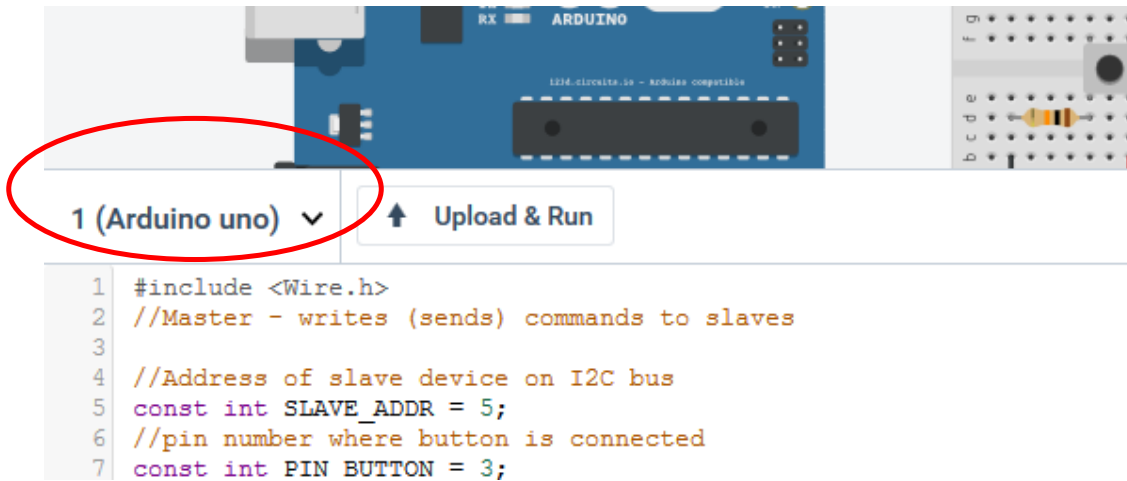 RX
ARDUINO
123d.circuits.io - Arduino compatible
g
f
e
d
c
b
1 (Arduino uno)
Upload & Run
1 #include <Wire.h>
2 //Master - writes (sends) commands to slaves
3
4 //Address of slave device on I2C bus
5 const int SLAVE_ADDR = 5;
6 //pin number where button is connected
7 const int PIN_BUTTON = 3;